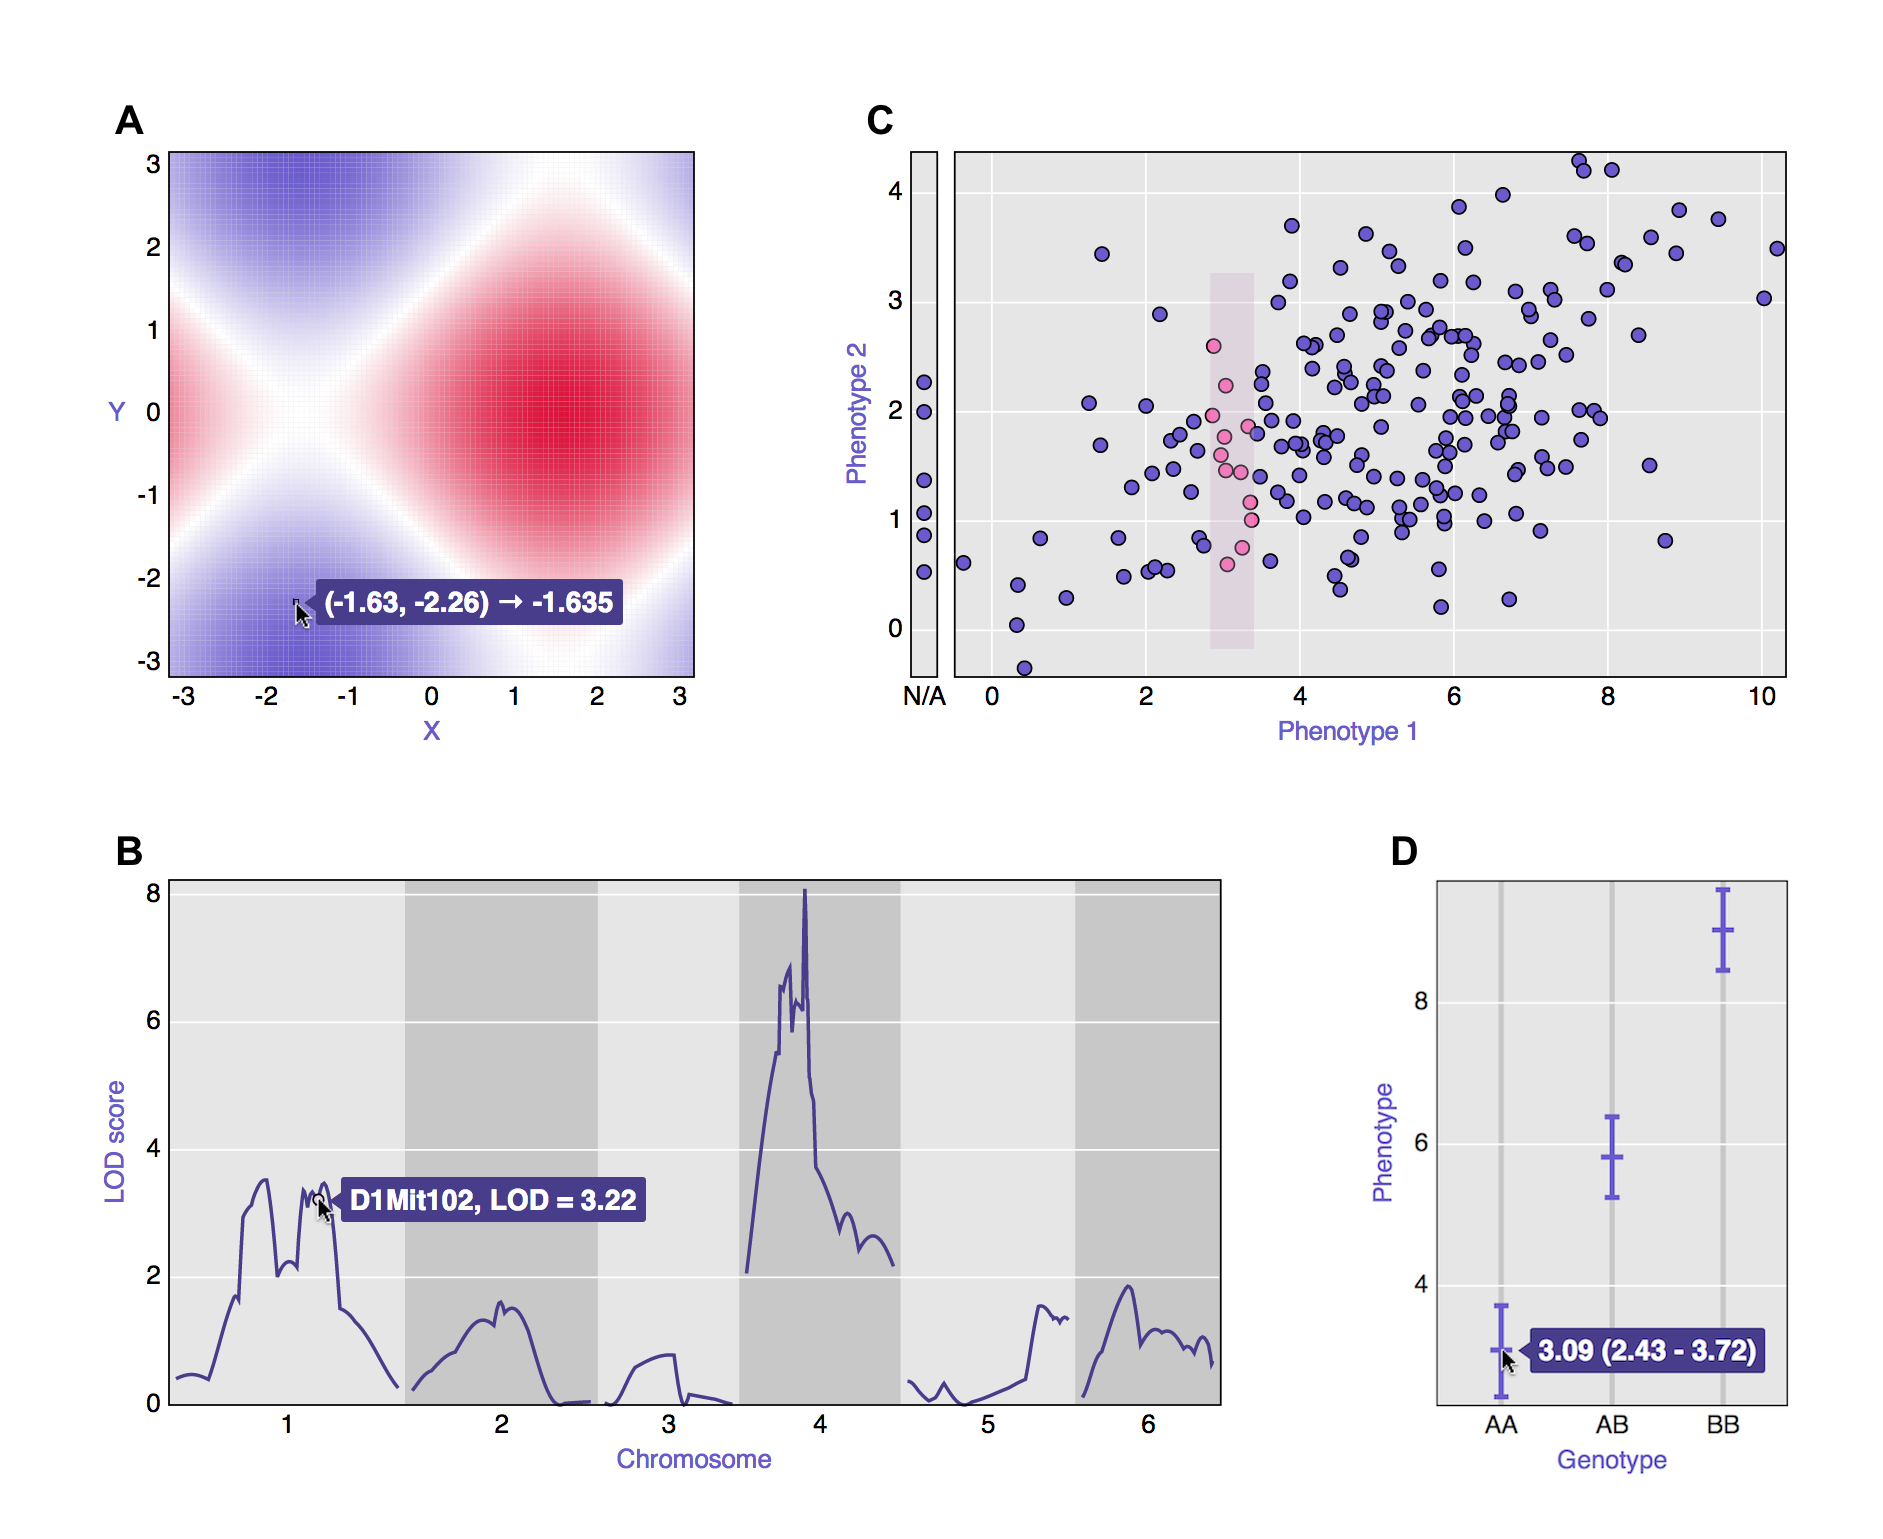 A
3
2
1
0
-1
-2
-3
Y
(-1.63, -2.26) → -1.635
-3 -2 -1 0 1 2 3
X
C
4
3
2
1
0
Phenotype 2
N/A 0 2 4 6 8 10
Phenotype 1
B
8
6
4
2
0
LOD score
D1Mit102, LOD = 3.22
1 2 3 4 5 6
Chromosome
D
8
6
4
Phenotype
3.09 (2.43 - 3.72)
AA AB BB
Genotype